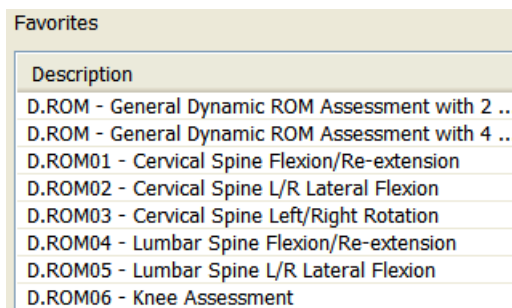 Favorites
Description
D.ROM - General Dynamic ROM Assessment with 2 ..
D.ROM - General Dynamic ROM Assessment with 4 ..
D.ROM01 - Cervical Spine Flexion/Re-extension
D.ROM02 - Cervical Spine L/R Lateral Flexion
D.ROM03 - Cervical Spine Left/Right Rotation
D.ROM04 - Lumbar Spine Flexion/Re-extension
D.ROM05 - Lumbar Spine L/R Lateral Flexion
D.ROM06 - Knee Assessment